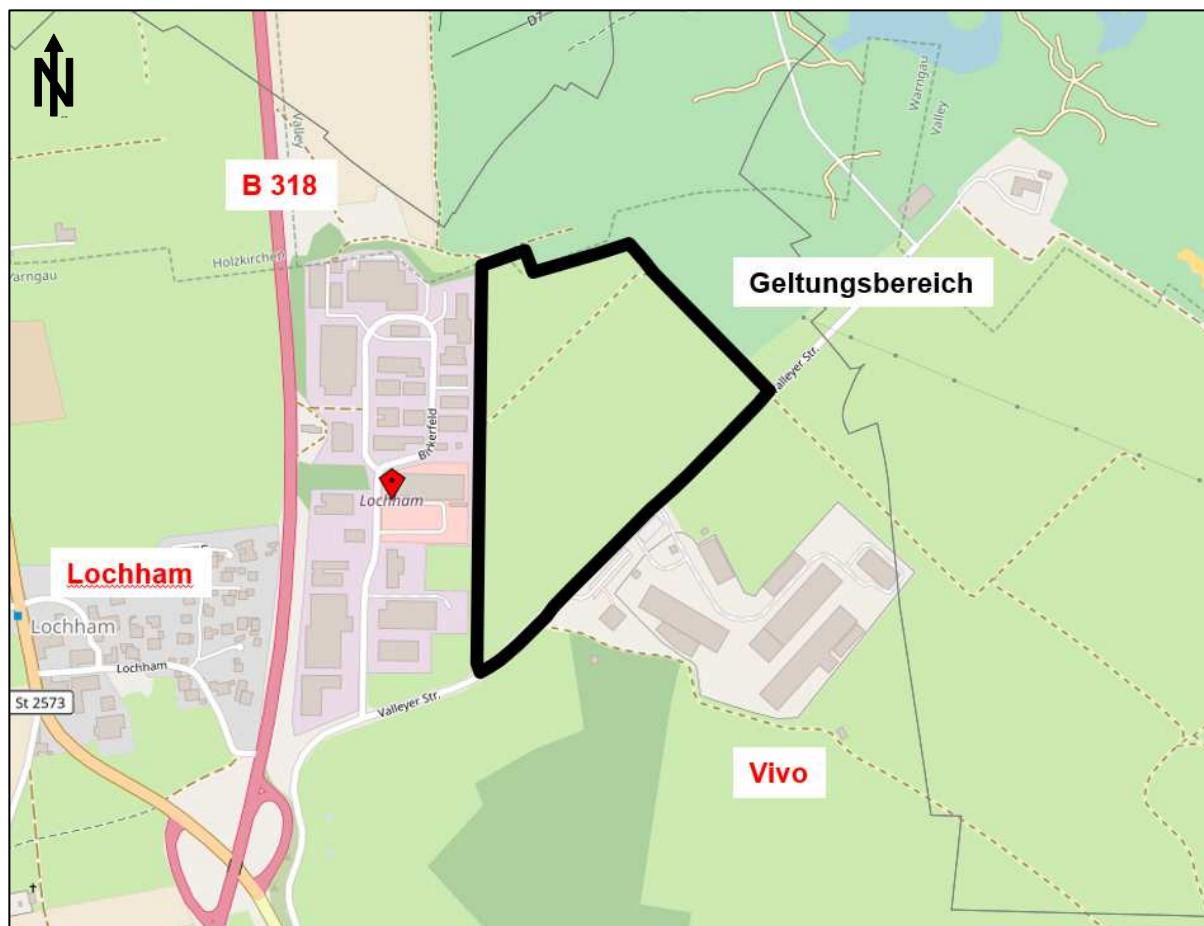 N
D7
Valley
Warngau
Valley
B 318
Holzkirchen
Geltungsbereich
Valleyer Str.
Birkerfeld
Lochham
Lochham
Lochham
Lochham
St 2573
Valleyer Str.
Vivo